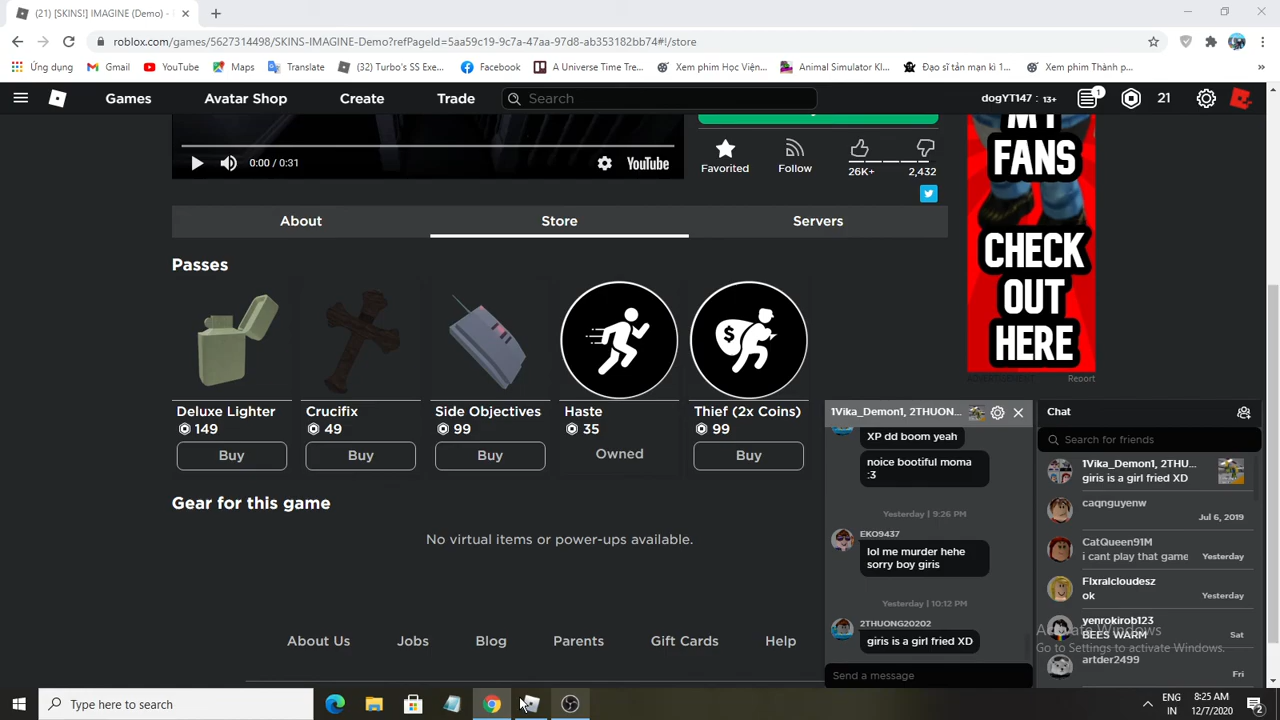 (21) [SKINS!] IMAGINE (Demo) -
roblox.com/games/5627314498/SKINS-IMAGINE-Demo?refPageId=5aa59c19-9c7a-47aa-97d8-ab353182bb74#!/store
Ứng dụng
Gmail
YouTube
Maps
Translate
(32) Turbo's SS Exe...
Facebook
A Universe Time Tre...
Xem phim Học Viện...
Animal Simulator Kl...
Đạo sĩ tản mạn kì 1...
Xem phim Thành p...
Games
Avatar Shop
Create
Trade
Search
dogYT147 : 13+
1
21
0:00 / 0:31
YouTube
Favorited
Follow
26K+
2,432
MY
FANS
CHECK
OUT
HERE
ADVERTISEMENT
Report
About
Store
Servers
Passes
Deluxe Lighter
149
Buy
Crucifix
49
Buy
Side Objectives
99
Buy
Haste
35
Owned
Thief (2x Coins)
99
Buy
Gear for this game
No virtual items or power-ups available.
About Us
Jobs
Blog
Parents
Gift Cards
Help
1Vika_Demon1, 2THUON...
XP dd boom yeah
noice bootiful moma
:3
Yesterday | 9:26 PM
EKO9437
lol me murder hehe
sorry boy giris
Yesterday | 10:12 PM
2THUONG20202
giris is a girl fried XD
Send a message
Chat
Search for friends
1Vika_Demon1, 2THU...
giris is a girl fried XD
caqnguyenw
Jul 6, 2019
CatQueen91M
i cant play that game
Yesterday
Flxralcloudesz
ok
Yesterday
yenrokirob123
BEES WARM
Sat
artder2499
Fri
Activate Windows
Go to Settings to activate Windows.
Type here to search
ENG
IN
8:25 AM
12/7/2020
2